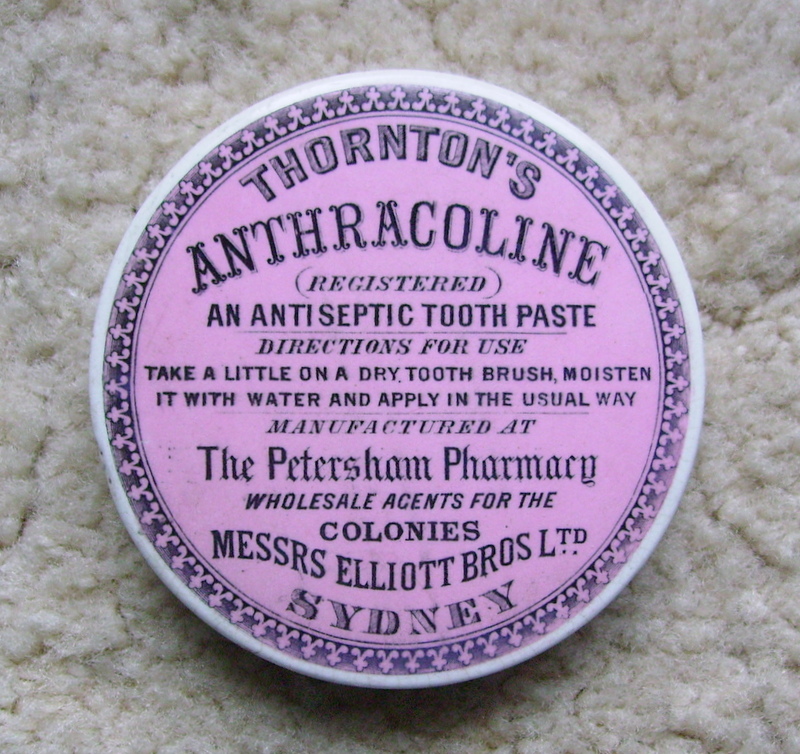 THORNTON'S
ANTHRACOLINE
(REGISTERED)
AN ANTISEPTIC TOOTH PASTE
DIRECTIONS FOR USE
TAKE A LITTLE ON A DRY TOOTH BRUSH, MOISTEN
IT WITH WATER AND APPLY IN THE USUAL WAY
MANUFACTURED AT
The Petersham Pharmacy
WHOLESALE AGENTS FOR THE
COLONIES
MESSRS ELLIOTT BROS LTD
SYDNEY